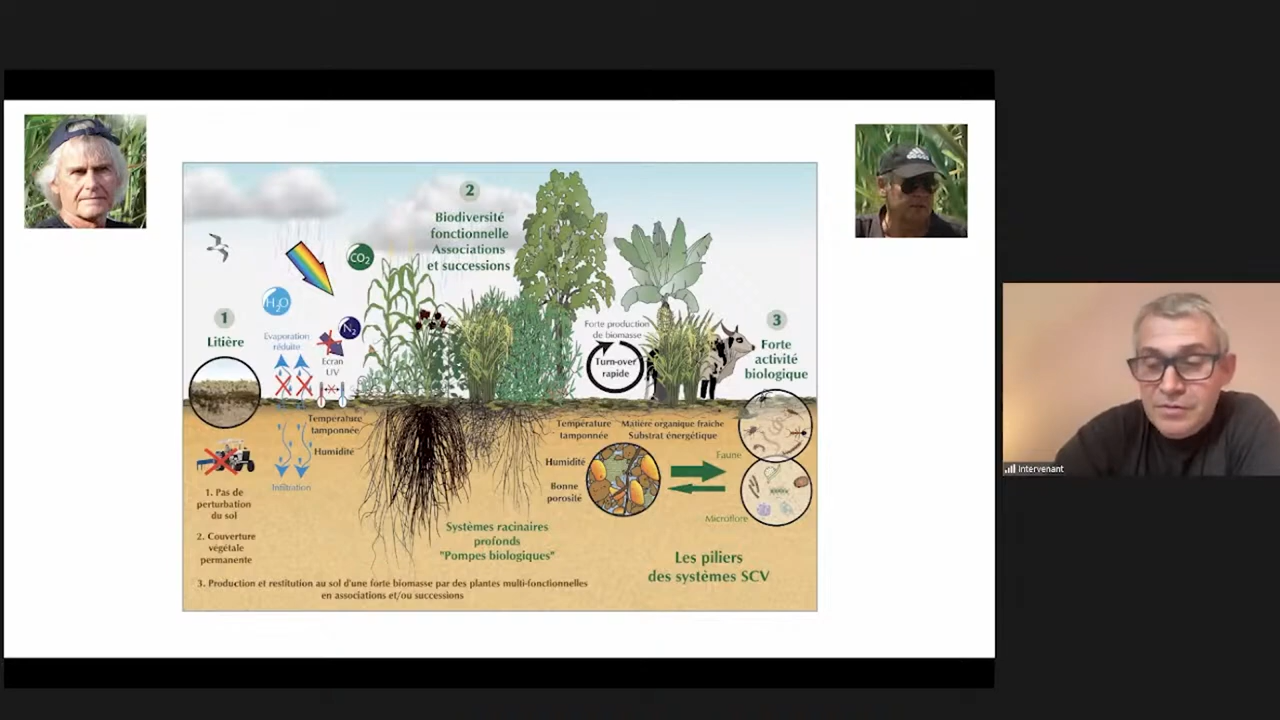 2
Biodiversité
fonctionnelle
Associations
et successions
CO2
H2O
N2
1
Litière
Evaporation
réduite
Ecran
UV
Température
tamponnée
Humidité
Infiltration
1. Pas de
perturbation
du sol
2. Couverture
végétale
permanente
3. Production et restitution au sol d'une forte biomasse par des plantes multi-fonctionnelles
en associations et/ou successions
Systèmes racinaires
profonds
"Pompes biologiques"
Forte production
de biomasse
Turn-over
rapide
3
Forte
activité
biologique
Température
tamponnée
Matière organique fraîche
Substrat énergétique
Humidité
Bonne
porosité
Faune
Microflore
Les piliers
des systèmes SCV
adidas
Intervenant